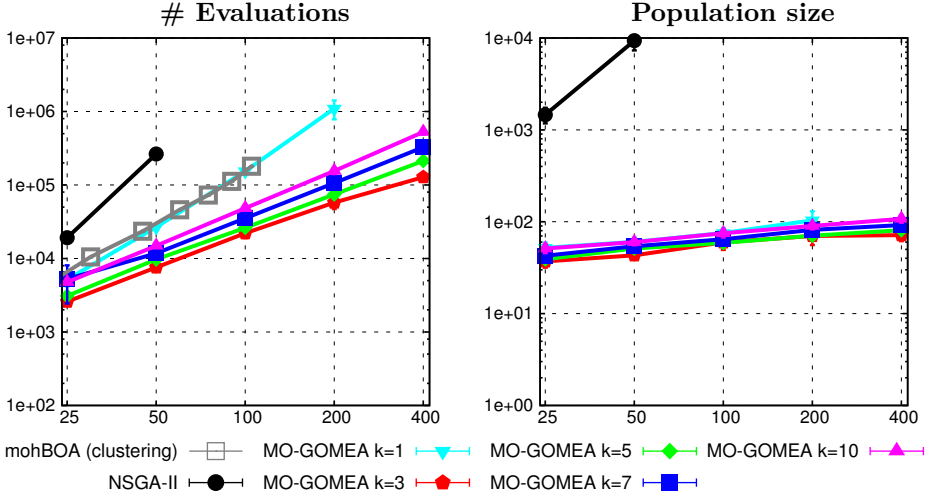 # Evaluations
Population size
1e+07
1e+06
1e+05
1e+04
1e+03
1e+02
25 50 100 200 400
1e+04
1e+03
1e+02
1e+01
1e+00
25 50 100 200 400
mohBOA (clustering) MO-GOMEA k=1 MO-GOMEA k=5 MO-GOMEA k=10
NSGA-II MO-GOMEA k=3 MO-GOMEA k=7